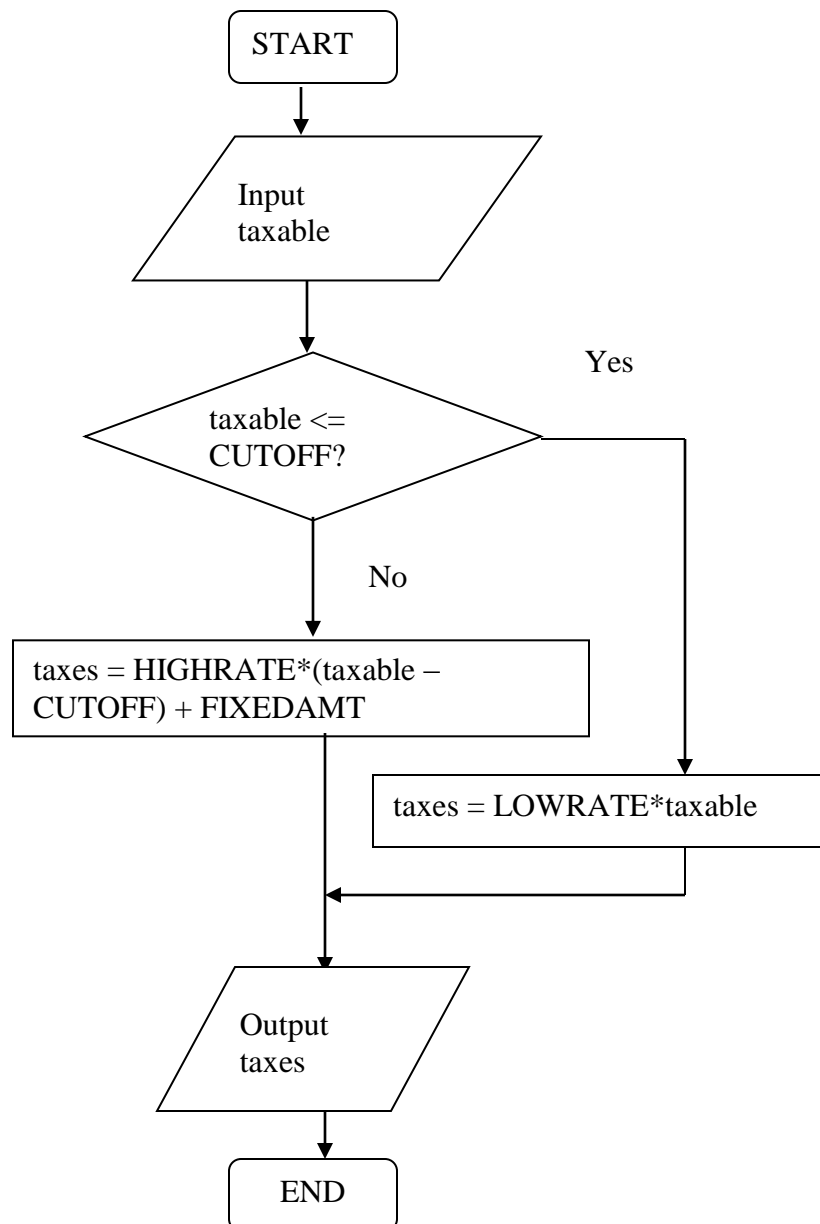 START
Input
taxable
Yes
taxable <=
CUTOFF?
No
taxes = HIGHRATE*(taxable –
CUTOFF) + FIXEDAMT
taxes = LOWRATE*taxable
Output
taxes
END